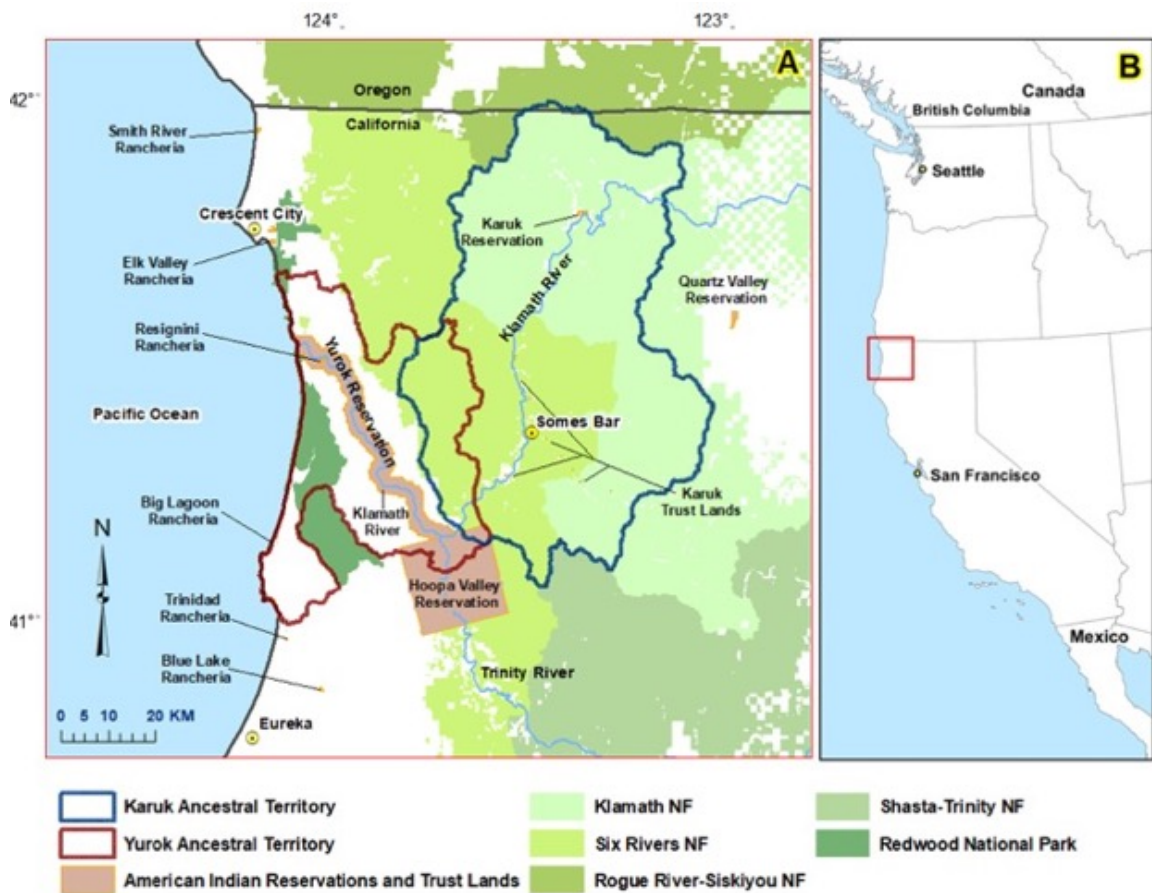 124°
123°
A
B
42°
Oregon
California
Canada
British Columbia
Smith River
Rancheria
Seattle
Crescent City
Karuk
Reservation
Elk Valley
Rancheria
Klamath River
Quartz Valley
Reservation
Resignini
Rancheria
Yurok Reservation
Pacific Ocean
Somes Bar
San Francisco
Big Lagoon
Rancheria
Klamath
River
Karuk
Trust Lands
N
Hoopa Valley
Reservation
Trinidad
Rancheria
41°
Mexico
Blue Lake
Rancheria
Trinity River
0 5 10 20 KM
Eureka
Karuk Ancestral Territory
Yurok Ancestral Territory
American Indian Reservations and Trust Lands
Klamath NF
Six Rivers NF
Rogue River-Siskiyou NF
Shasta-Trinity NF
Redwood National Park